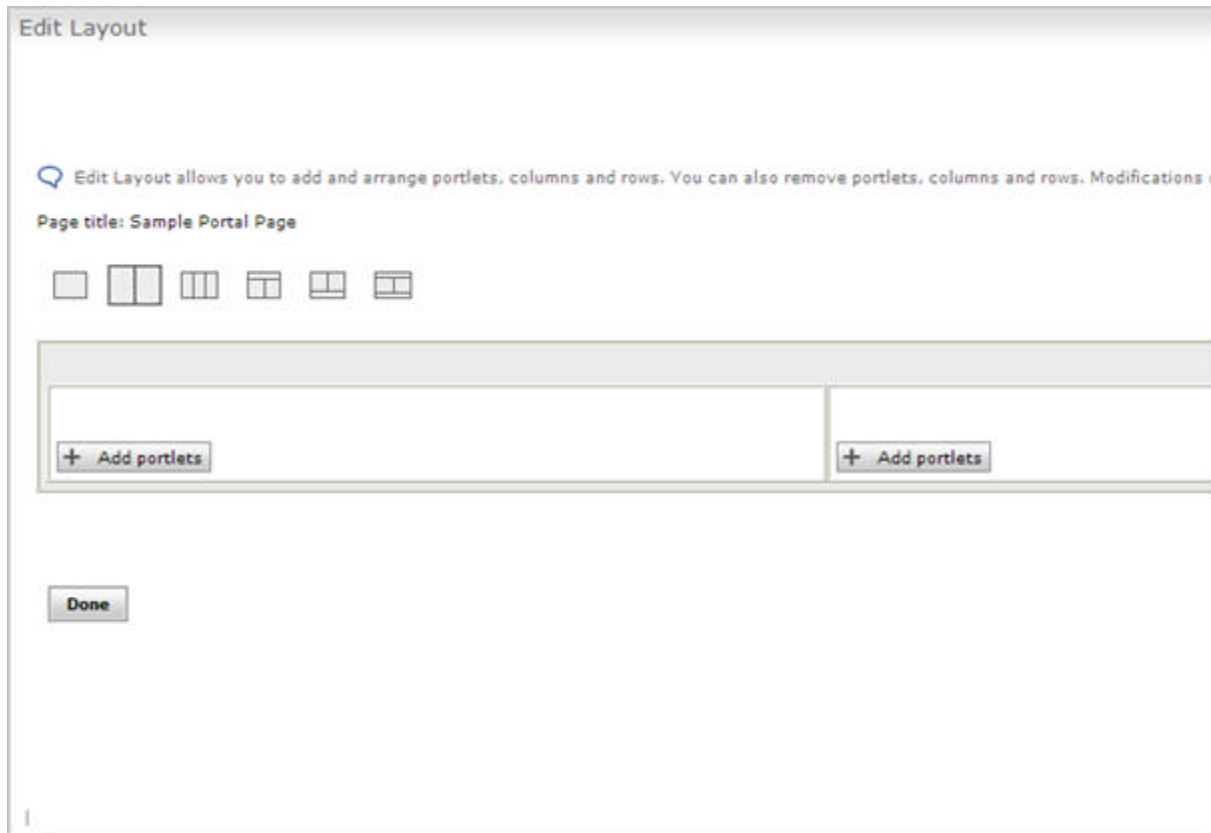 Edit Layout
Edit Layout allows you to add and arrange portlets, columns and rows. You can also remove portlets, columns and rows. Modifications
Page title: Sample Portal Page
+ Add portlets + Add portlets
Done